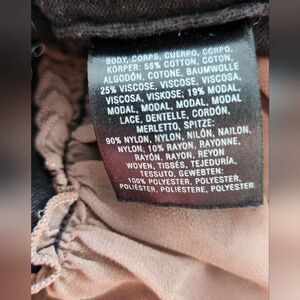 BODY, CORPS, CUERPO, CORPO,
KÖRPER: 56% COTTON, COTON,
ALGODÓN, COTONE, BAUMWOLLE
25% VISCOSE, VISCOSE, VISCOSA,
VISCOSA, VISKOSE: 19% MODAL,
MODAL, MODAL, MODAL, MODAL
LACE, DENTELLE, CORDÓN,
MERLETTO, SPITZE:
90% NYLON, NYLON, NILÓN, NAILON,
NYLON, 10% RAYON, RAYONNE,
RAYÓN, RAYON, REYON
WOVEN, TISSÉS, TEJEDURÍA,
TESSUTO, GEWEBTEN:
100% POLYESTER, POLYESTER,
POLIÉSTER, POLIESTERE, POLYESTER